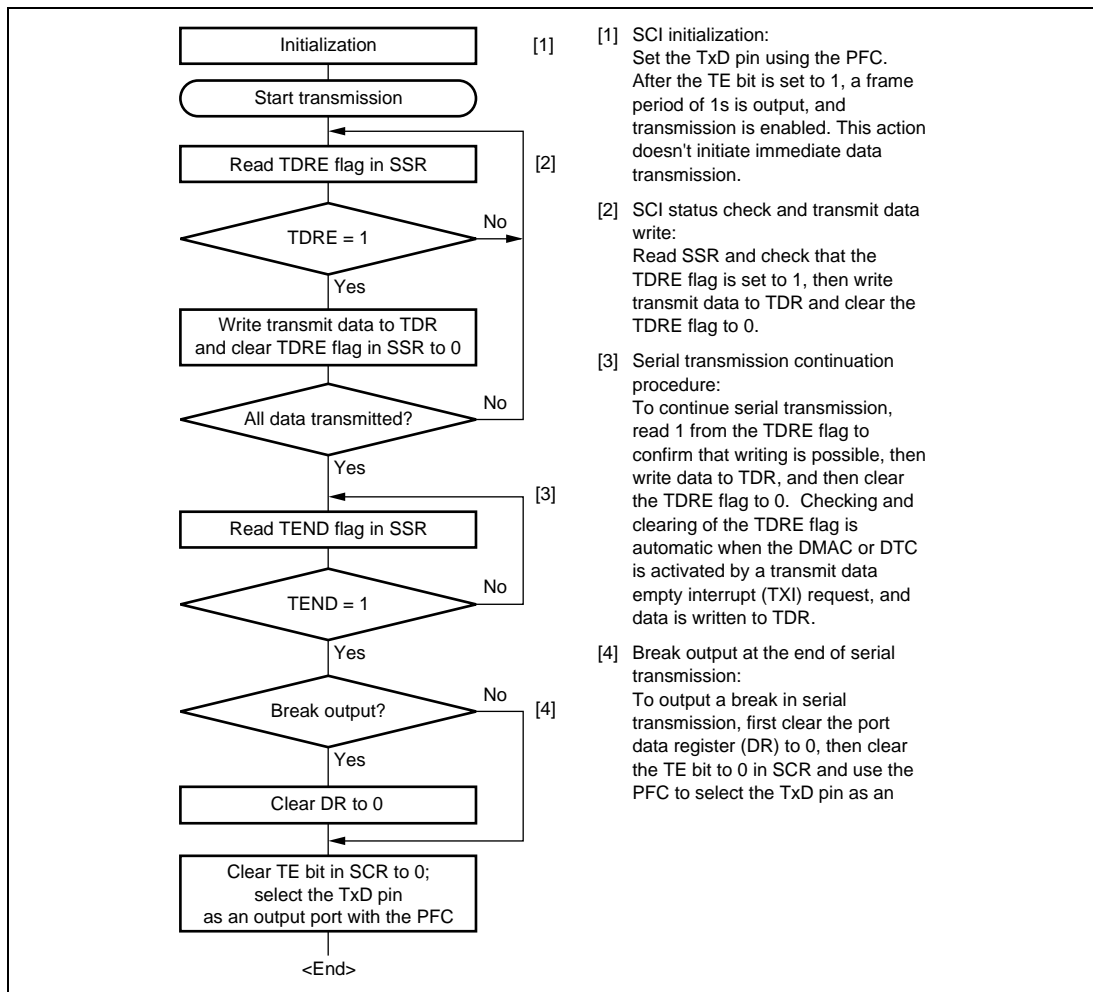 Initialization
[1]
Start transmission
Read TDRE flag in SSR
[2]
TDRE = 1
No
Yes
Write transmit data to TDR
and clear TDRE flag in SSR to 0
All data transmitted?
No
Yes
[3]
Read TEND flag in SSR
TEND = 1
No
Yes
Break output?
No
[4]
Yes
Clear DR to 0
Clear TE bit in SCR to 0;
select the TxD pin
as an output port with the PFC
<End>
[1] SCI initialization:
Set the TxD pin using the PFC.
After the TE bit is set to 1, a frame
period of 1s is output, and
transmission is enabled. This action
doesn't initiate immediate data
transmission.
[2] SCI status check and transmit data
write:
Read SSR and check that the
TDRE flag is set to 1, then write
transmit data to TDR and clear the
TDRE flag to 0.
[3] Serial transmission continuation
procedure:
To continue serial transmission,
read 1 from the TDRE flag to
confirm that writing is possible, then
write data to TDR, and then clear
the TDRE flag to 0.  Checking and
clearing of the TDRE flag is
automatic when the DMAC or DTC
is activated by a transmit data
empty interrupt (TXI) request, and
data is written to TDR.
[4] Break output at the end of serial
transmission:
To output a break in serial
transmission, first clear the port
data register (DR) to 0, then clear
the TE bit to 0 in SCR and use the
PFC to select the TxD pin as an